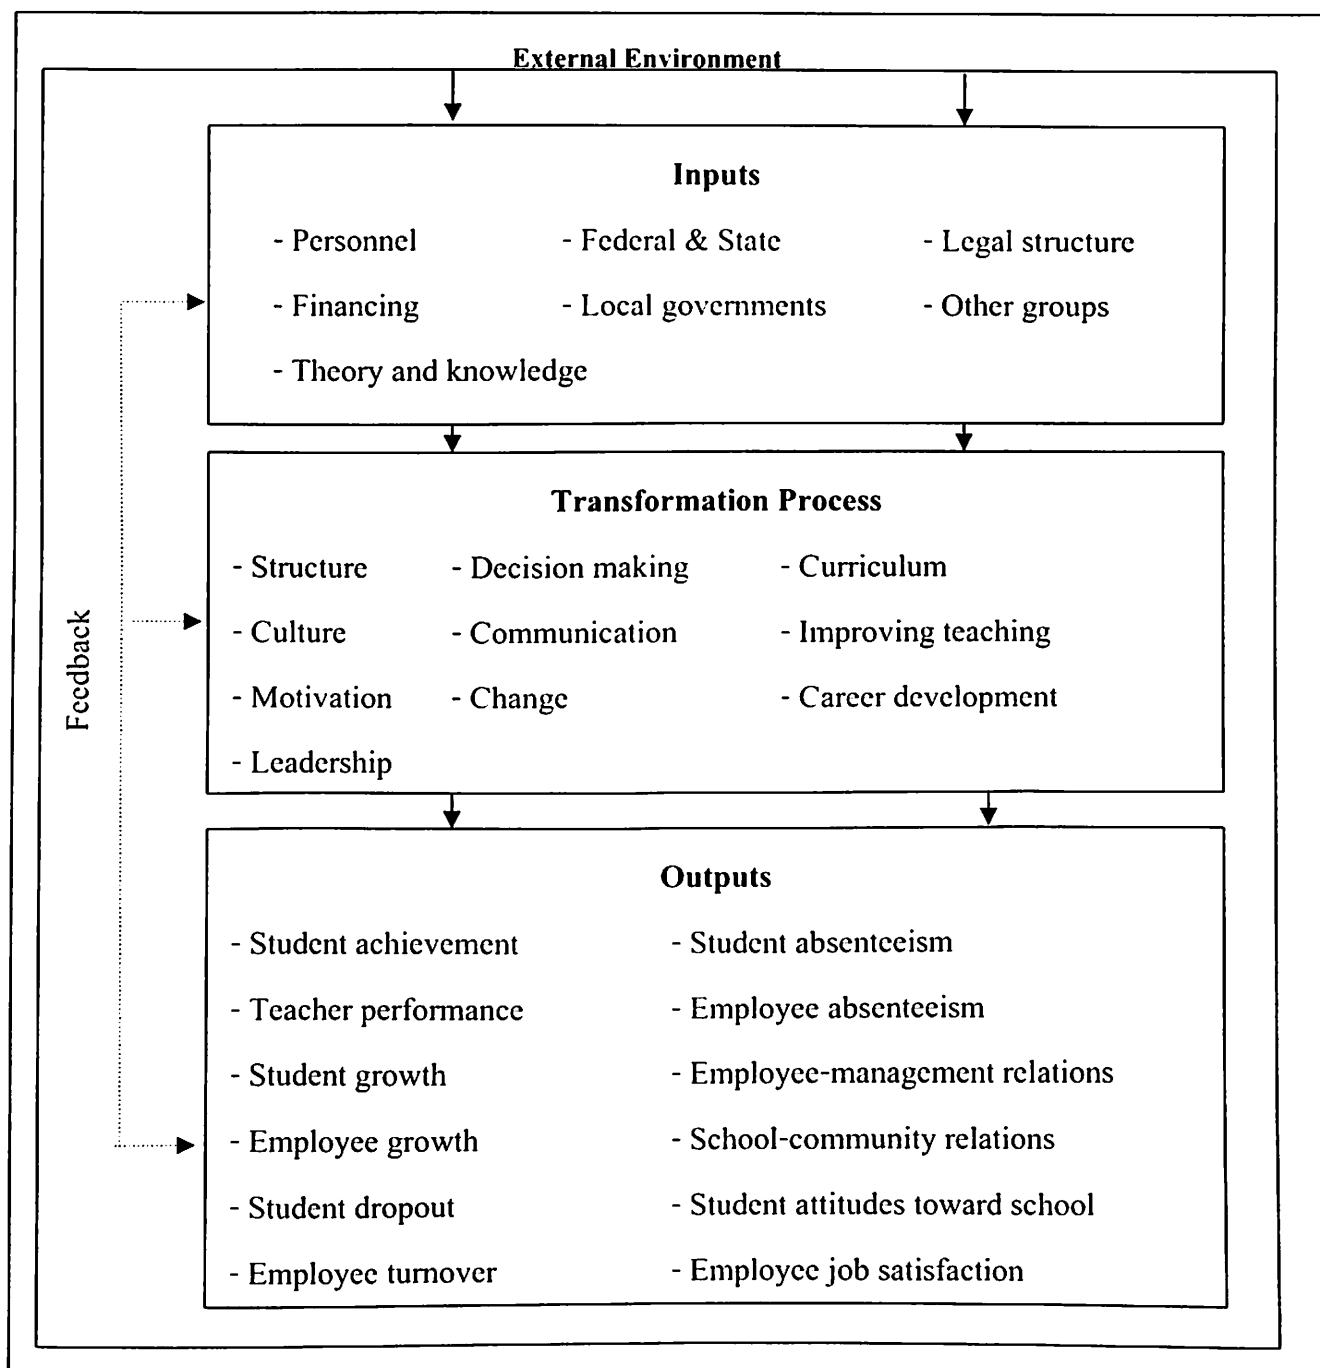 External Environment
Inputs
- Personnel - Federal & State - Legal structure
- Financing - Local governments - Other groups
- Theory and knowledge
Transformation Process
- Structure - Decision making - Curriculum
- Culture - Communication - Improving teaching
- Motivation - Change - Career development
- Leadership
Feedback
Outputs
- Student achievement - Student absenteeism
- Teacher performance - Employee absenteeism
- Student growth - Employee-management relations
- Employee growth - School-community relations
- Student dropout - Student attitudes toward school
- Employee turnover - Employee job satisfaction